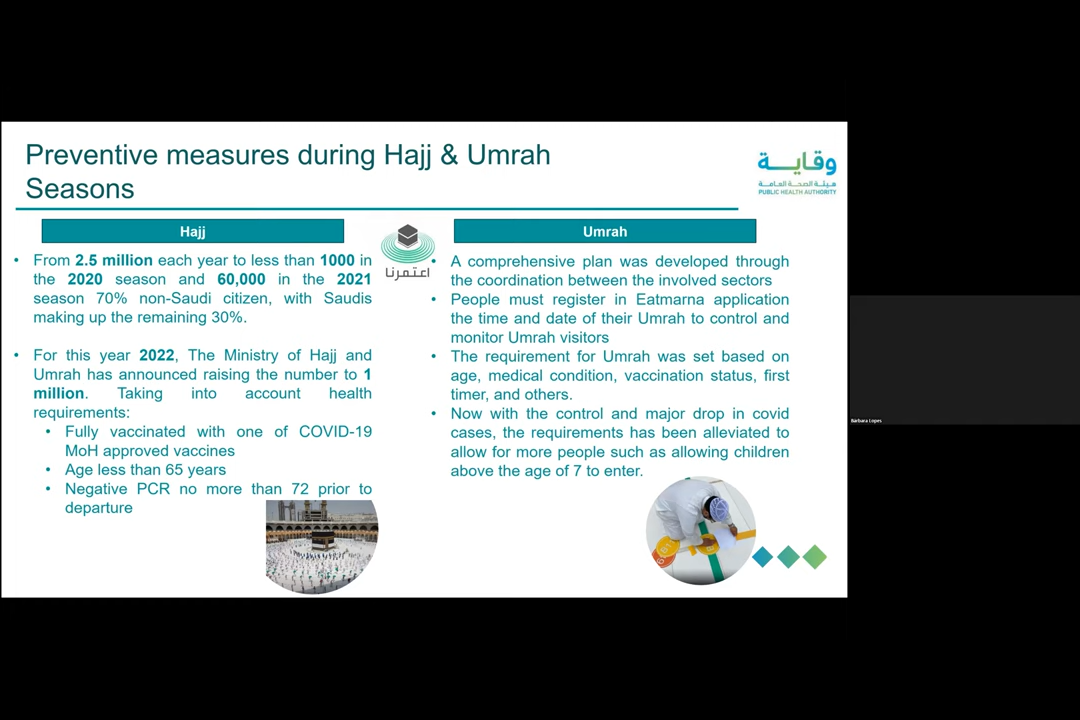 Preventive measures during Hajj & Umrah
Seasons
وقاية
هيئة الصحة العامة
PUBLIC HEALTH AUTHORITY
Hajj
• From 2.5 million each year to less than 1000 in
the 2020 season and 60,000 in the 2021
season 70% non-Saudi citizen, with Saudis
making up the remaining 30%.
• For this year 2022, The Ministry of Hajj and
Umrah has announced raising the number to 1
million. Taking into account health
requirements:
• Fully vaccinated with one of COVID-19
MoH approved vaccines
• Age less than 65 years
• Negative PCR no more than 72 prior to
departure
اعتمرنا
Umrah
• A comprehensive plan was developed through
the coordination between the involved sectors
• People must register in Eatmarna application
the time and date of their Umrah to control and
monitor Umrah visitors
• The requirement for Umrah was set based on
age, medical condition, vaccination status, first
timer, and others.
• Now with the control and major drop in covid
cases, the requirements has been alleviated to
allow for more people such as allowing children
above the age of 7 to enter.
Bárbara Lopes